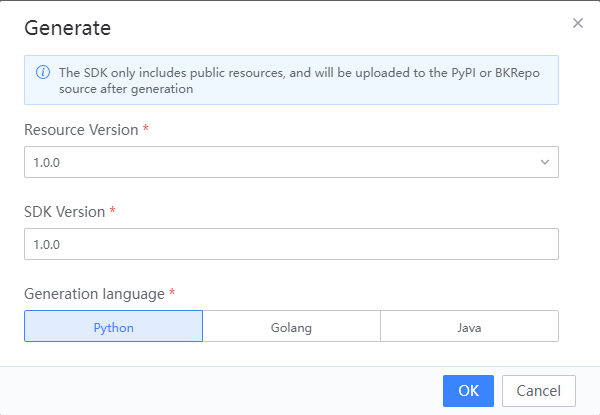 Generate
The SDK only includes public resources, and will be uploaded to the PyPI or BKRepo
source after generation
Resource Version *
1.0.0
SDK Version *
1.0.0
Generation language *
Python Golang Java
OK Cancel